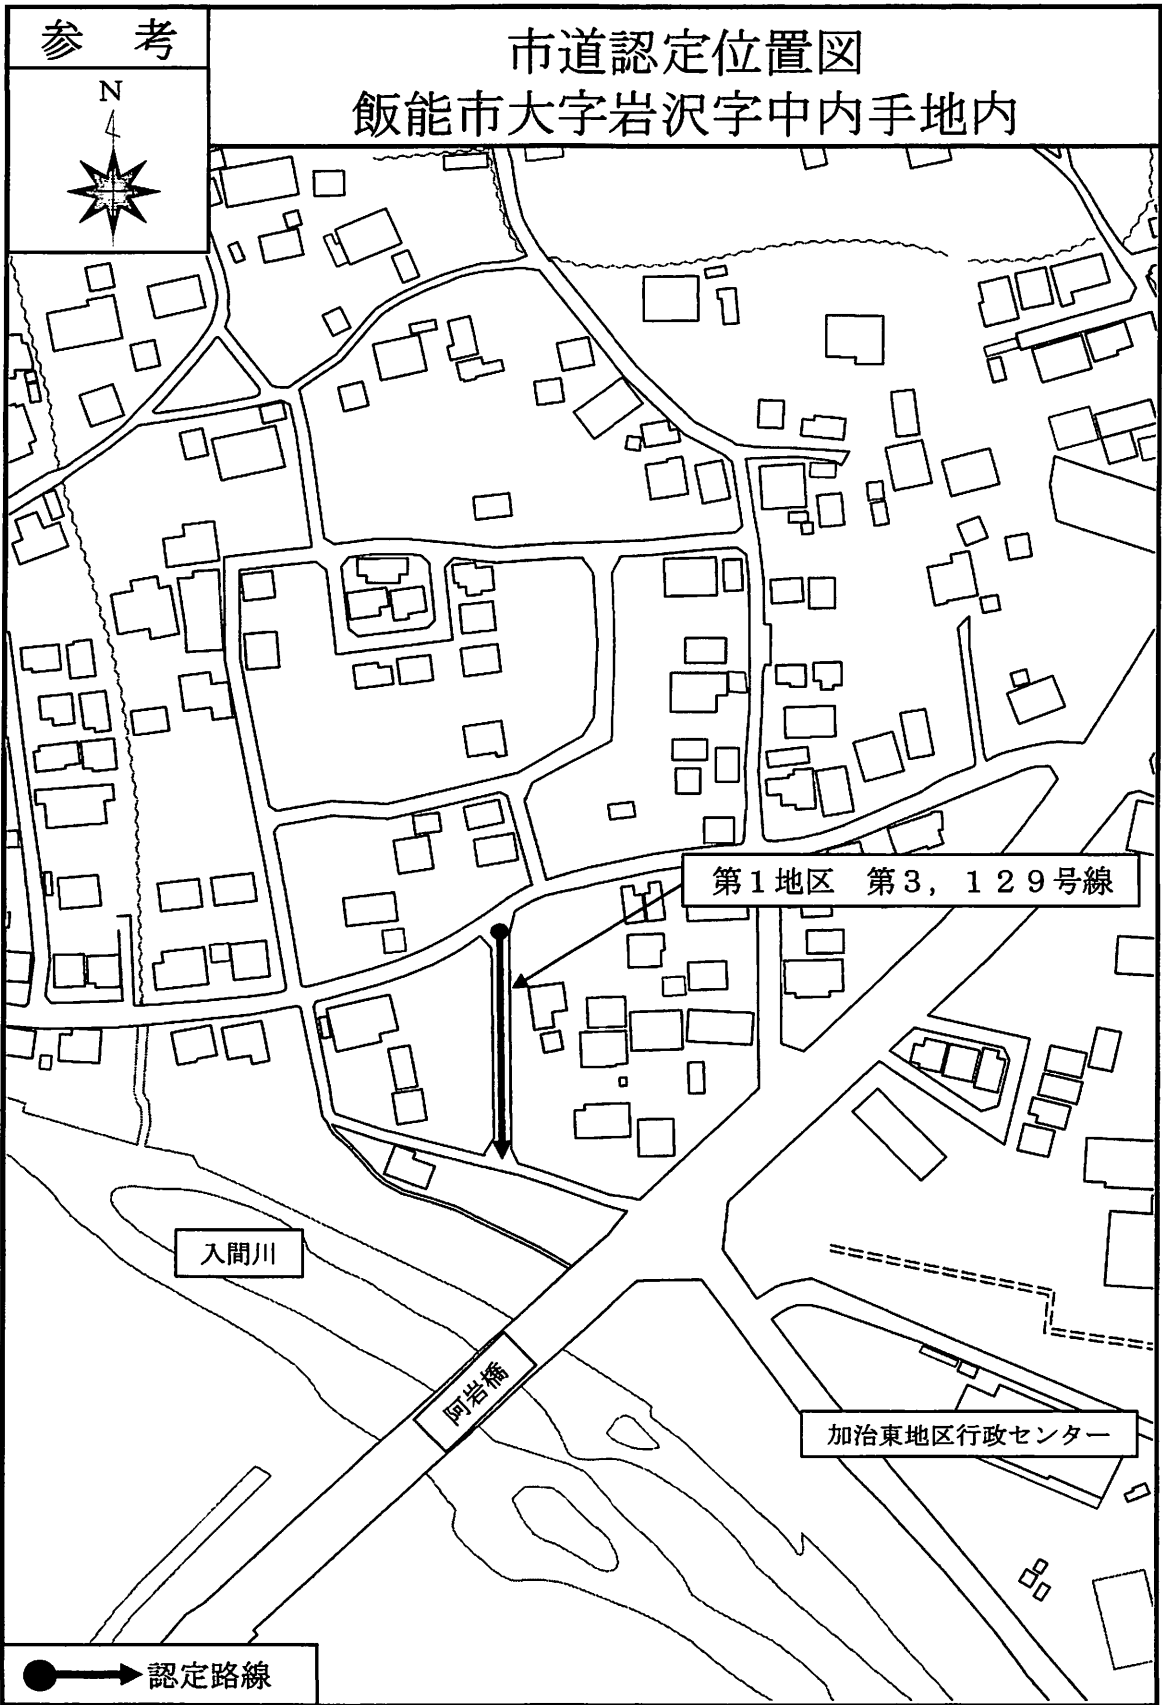 参 考
N
市道認定位置図
飯能市大字岩沢字中内手地内
第1地区 第3,129号線
入間川
阿岩橋
加治東地区行政センター
認定路線